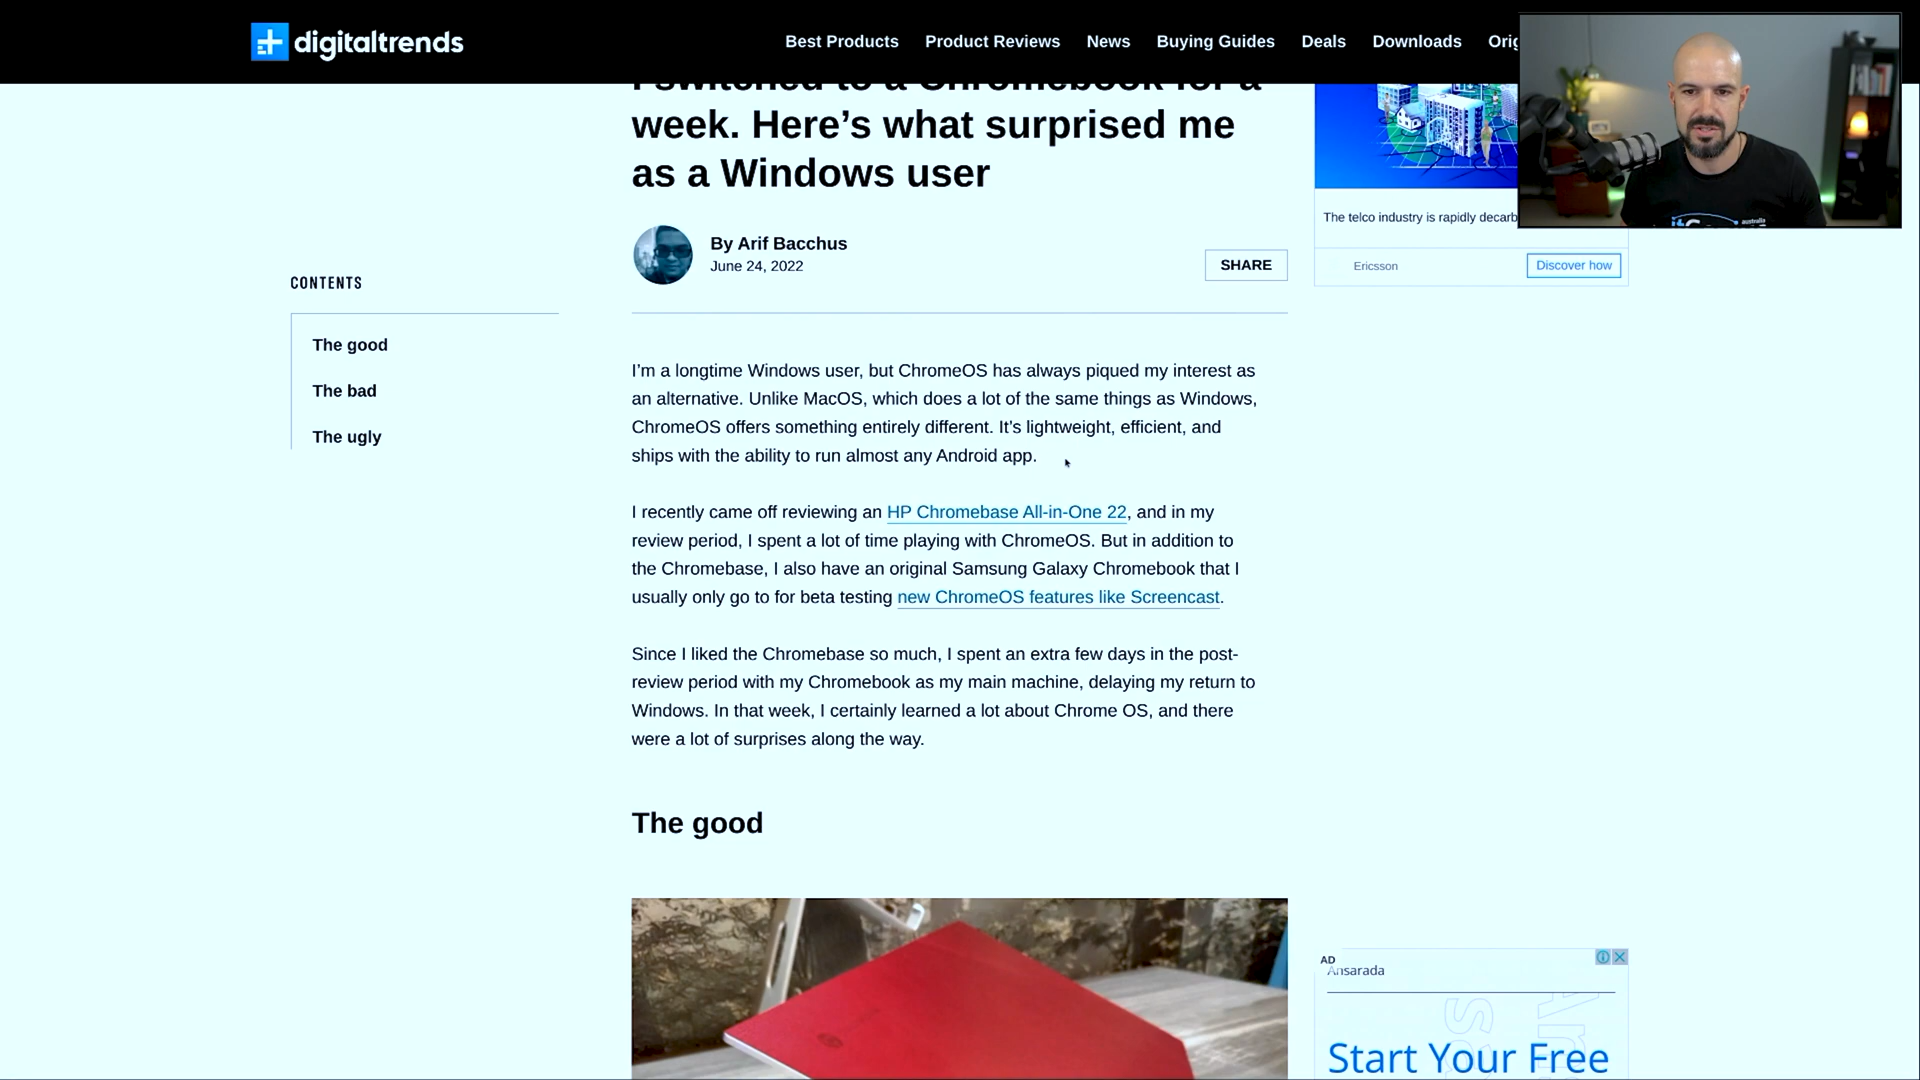 digitaltrends
Best Products Product Reviews News Buying Guides Deals Downloads
I switched to a Chromebook for a
week. Here’s what surprised me
as a Windows user
By Arif Bacchus
June 24, 2022
SHARE
The telco industry is rapidly
Ericsson
Discover how
CONTENTS
The good
The bad
The ugly
I’m a longtime Windows user, but ChromeOS has always piqued my interest as
an alternative. Unlike MacOS, which does a lot of the same things as Windows,
ChromeOS offers something entirely different. It’s lightweight, efficient, and
ships with the ability to run almost any Android app.
I recently came off reviewing an HP Chromebase All-in-One 22, and in my
review period, I spent a lot of time playing with ChromeOS. But in addition to
the Chromebase, I also have an original Samsung Galaxy Chromebook that I
usually only go to for beta testing new ChromeOS features like Screencast.
Since I liked the Chromebase so much, I spent an extra few days in the post-
review period with my Chromebook as my main machine, delaying my return to
Windows. In that week, I certainly learned a lot about Chrome OS, and there
were a lot of surprises along the way.
The good
AD
Ansarada
Start Your Free
australia